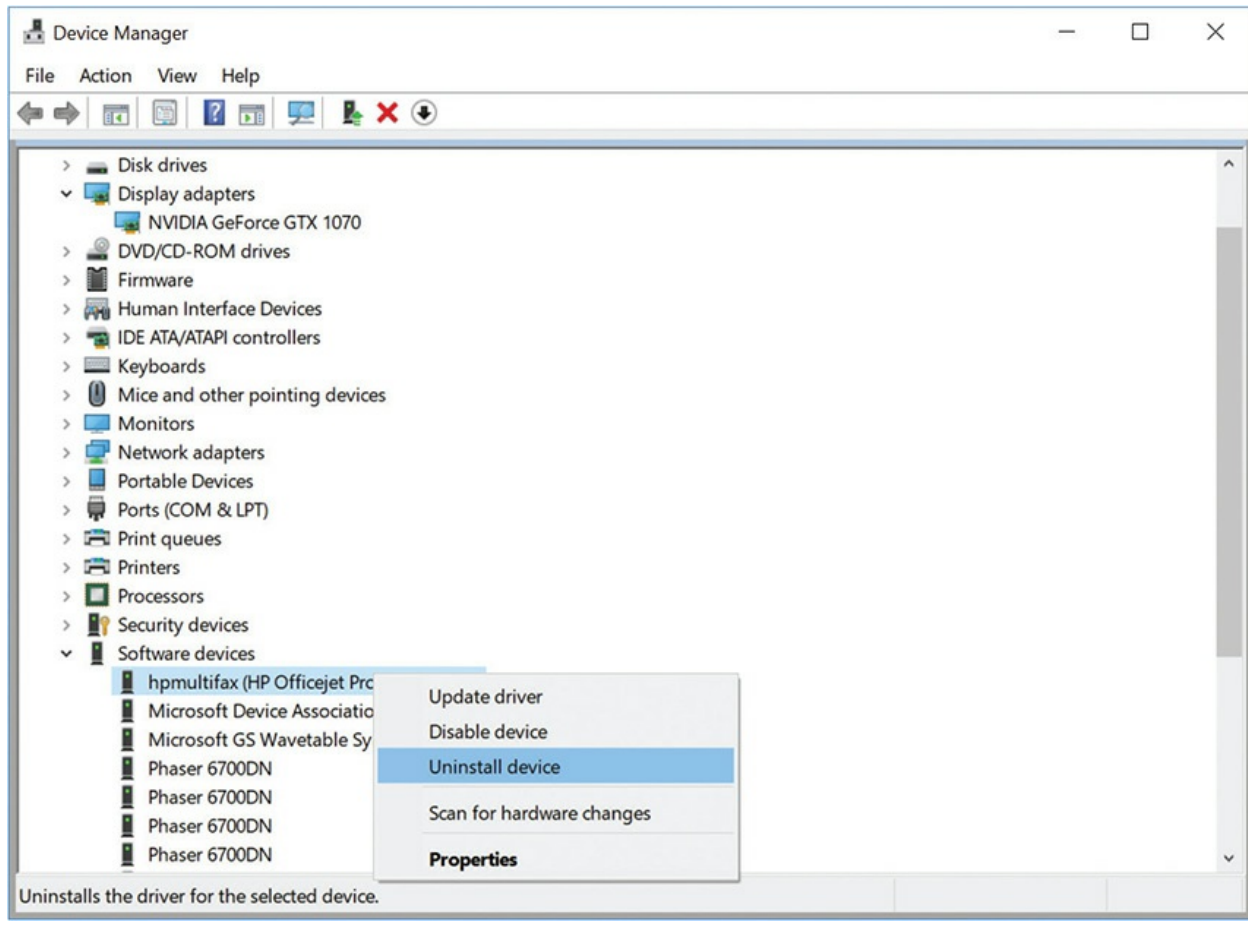 Device Manager
File Action View Help
Disk drives
Display adapters
NVIDIA GeForce GTX 1070
DVD/CD-ROM drives
Firmware
Human Interface Devices
IDE ATA/ATAPI controllers
Keyboards
Mice and other pointing devices
Monitors
Network adapters
Portable Devices
Ports (COM & LPT)
Print queues
Printers
Processors
Security devices
Software devices
hpmultifax (HP Officejet Pro
Microsoft Device Associatio
Microsoft GS Wavetable Sy
Phaser 6700DN
Phaser 6700DN
Phaser 6700DN
Phaser 6700DN
Update driver
Disable device
Uninstall device
Scan for hardware changes
Properties
Uninstalls the driver for the selected device.